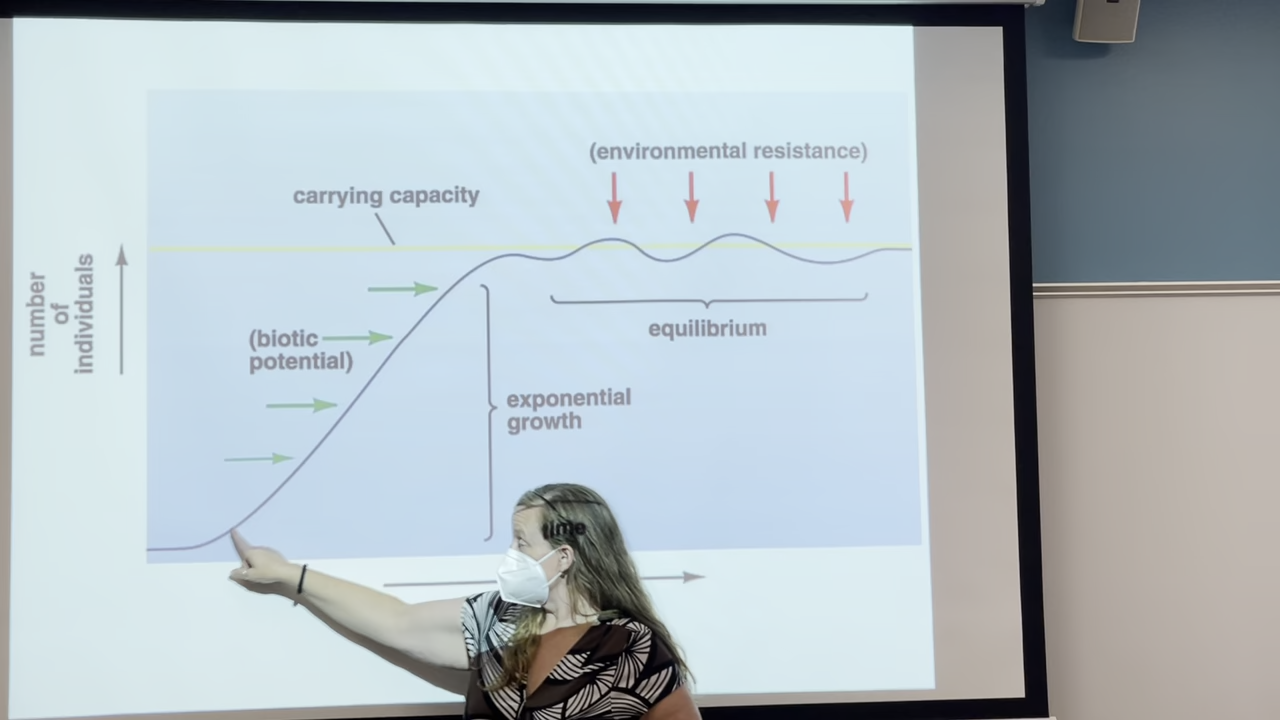 (environmental resistance)
carrying capacity
number
of
individuals
(biotic
potential)
equilibrium
exponential
growth
time